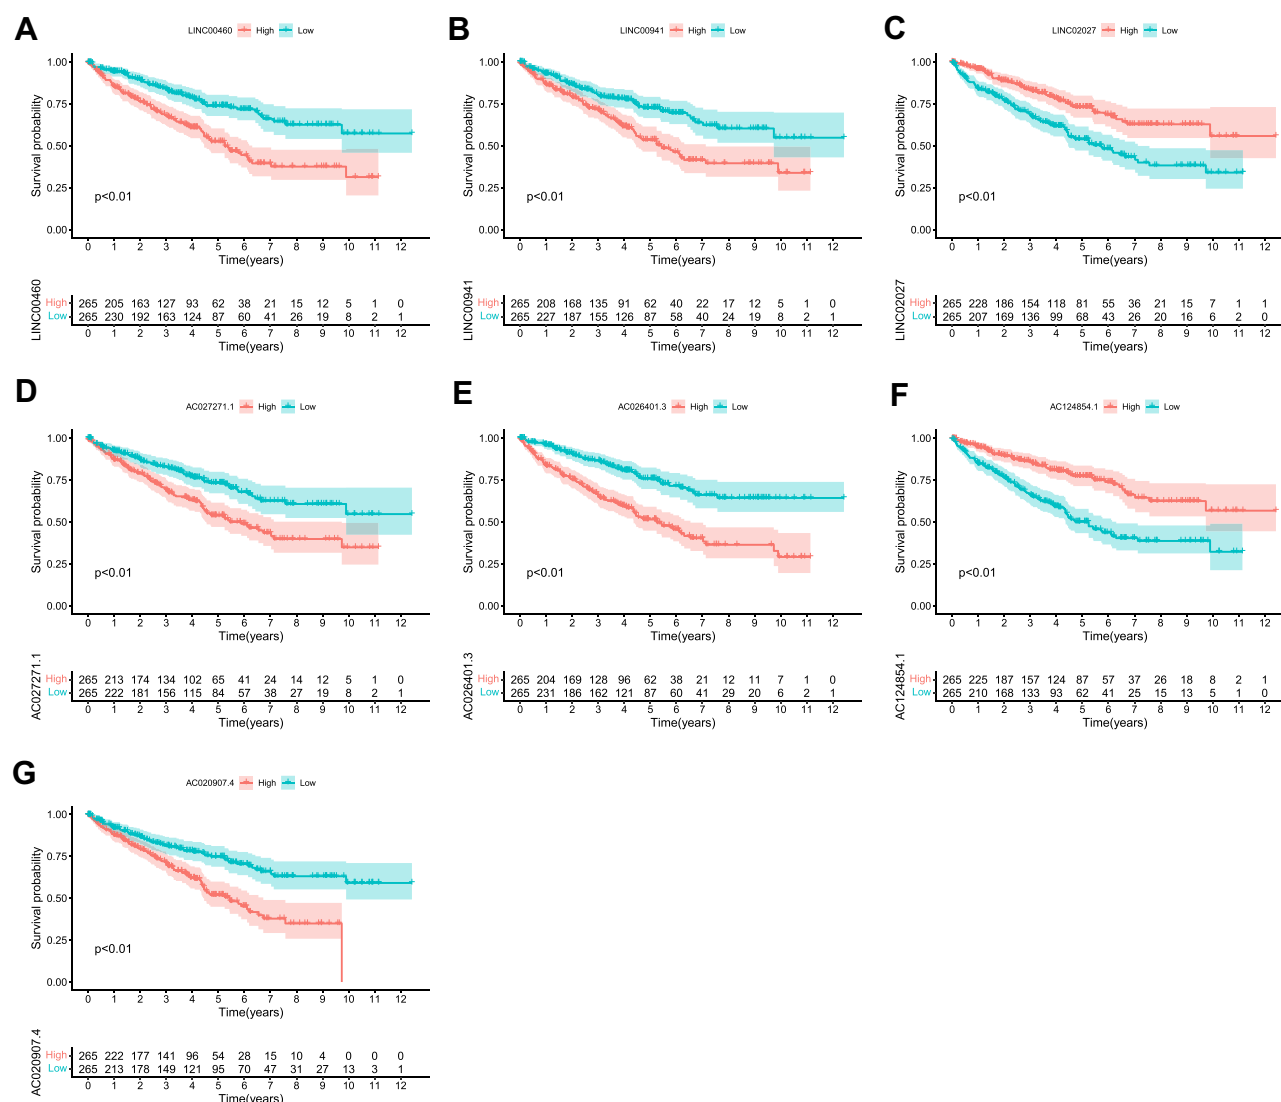 A
LINC00460 High Low
Survival probability
1.00
0.75
0.50
0.25
0.00
p<0.01
0 1 2 3 4 5 6 7 8 9 10 11 12
Time(years)
LINC00460
High 265 205 163 127 93 62 38 21 15 12 5 1 0
Low 265 230 192 163 124 87 60 41 26 19 8 2 1
0 1 2 3 4 5 6 7 8 9 10 11 12
Time(years)
B
LINC00941 High Low
Survival probability
1.00
0.75
0.50
0.25
0.00
p<0.01
0 1 2 3 4 5 6 7 8 9 10 11 12
Time(years)
LINC00941
High 265 208 168 135 91 62 40 22 17 12 5 1 0
Low 265 227 187 155 126 87 58 40 24 19 8 2 1
0 1 2 3 4 5 6 7 8 9 10 11 12
Time(years)
C
LINC02027 High Low
Survival probability
1.00
0.75
0.50
0.25
0.00
p<0.01
0 1 2 3 4 5 6 7 8 9 10 11 12
Time(years)
LINC02027
High 265 228 186 154 118 81 55 36 21 15 7 1 1
Low 265 207 169 136 99 68 43 26 20 16 6 2 0
0 1 2 3 4 5 6 7 8 9 10 11 12
Time(years)
D
AC027271.1 High Low
Survival probability
1.00
0.75
0.50
0.25
0.00
p<0.01
0 1 2 3 4 5 6 7 8 9 10 11 12
Time(years)
AC027271.1
High 265 213 174 134 102 65 41 24 14 12 5 1 0
Low 265 222 181 156 115 84 57 38 27 19 8 2 1
0 1 2 3 4 5 6 7 8 9 10 11 12
Time(years)
E
AC026401.3 High Low
Survival probability
1.00
0.75
0.50
0.25
0.00
p<0.01
0 1 2 3 4 5 6 7 8 9 10 11 12
Time(years)
AC026401.3
High 265 204 169 128 96 62 38 21 12 11 7 1 0
Low 265 231 186 162 121 87 60 41 29 20 6 2 1
0 1 2 3 4 5 6 7 8 9 10 11 12
Time(years)
F
AC124854.1 High Low
Survival probability
1.00
0.75
0.50
0.25
0.00
p<0.01
0 1 2 3 4 5 6 7 8 9 10 11 12
Time(years)
AC124854.1
High 265 225 187 157 124 87 57 37 26 18 8 2 1
Low 265 210 168 133 93 62 41 25 15 13 5 1 0
0 1 2 3 4 5 6 7 8 9 10 11 12
Time(years)
G
AC020907.4 High Low
Survival probability
1.00
0.75
0.50
0.25
0.00
p<0.01
0 1 2 3 4 5 6 7 8 9 10 11 12
Time(years)
AC020907.4
High 265 222 177 141 96 54 28 15 10 4 0 0 0
Low 265 213 178 149 121 95 70 47 31 27 13 3 1
0 1 2 3 4 5 6 7 8 9 10 11 12
Time(years)